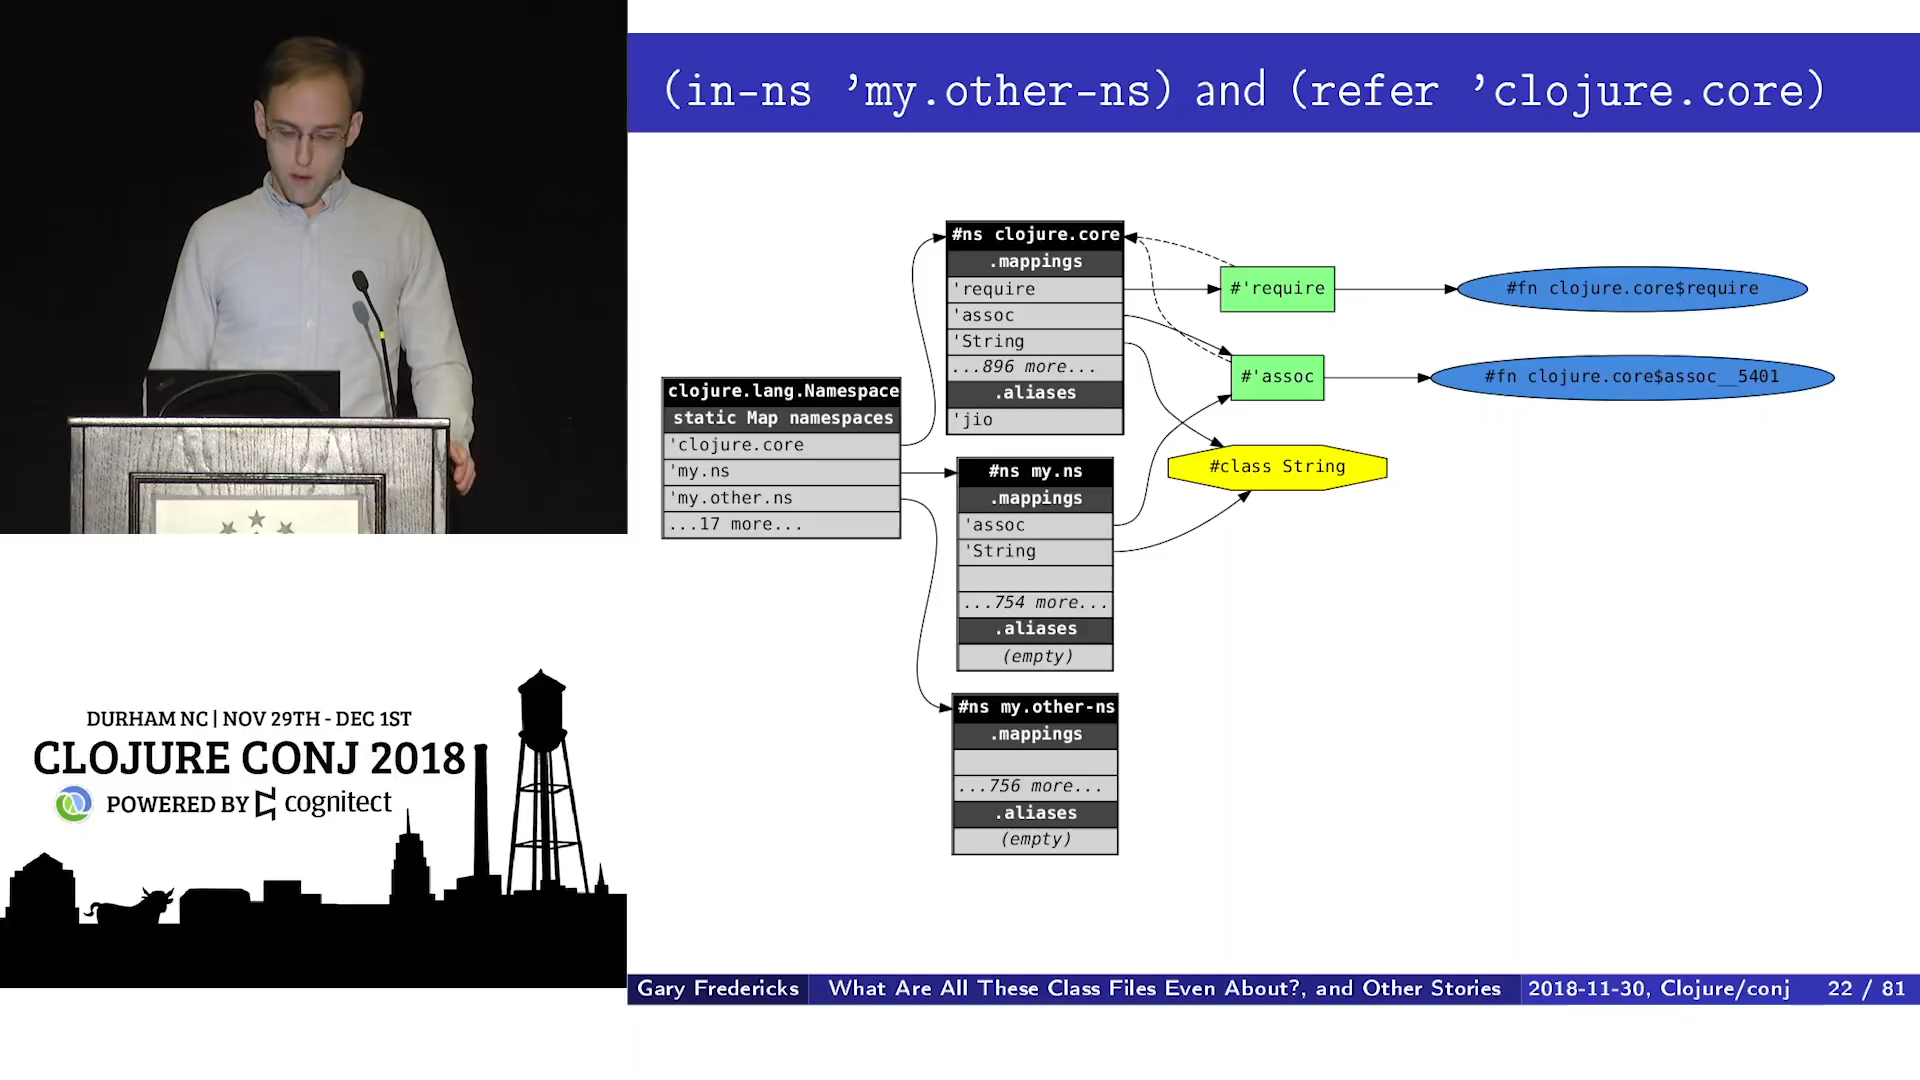 (in-ns 'my.other-ns) and (refer 'clojure.core)
clojure.lang.Namespace
static Map namespaces
'clojure.core
'my.ns
'my.other.ns
...17 more...
#ns clojure.core
.mappings
'require
'assoc
'String
...896 more...
.aliases
'jio
#ns my.ns
.mappings
'assoc
'String
...754 more...
.aliases
(empty)
#ns my.other-ns
.mappings
...756 more...
.aliases
(empty)
#'require
#'assoc
#class String
#fn clojure.core$require
#fn clojure.core$assoc__5401
DURHAM NC | NOV 29TH - DEC 1ST
CLOJURE CONJ 2018
POWERED BY cognitect
Gary Fredericks What Are All These Class Files Even About?, and Other Stories 2018-11-30, Clojure/conj 22 / 81